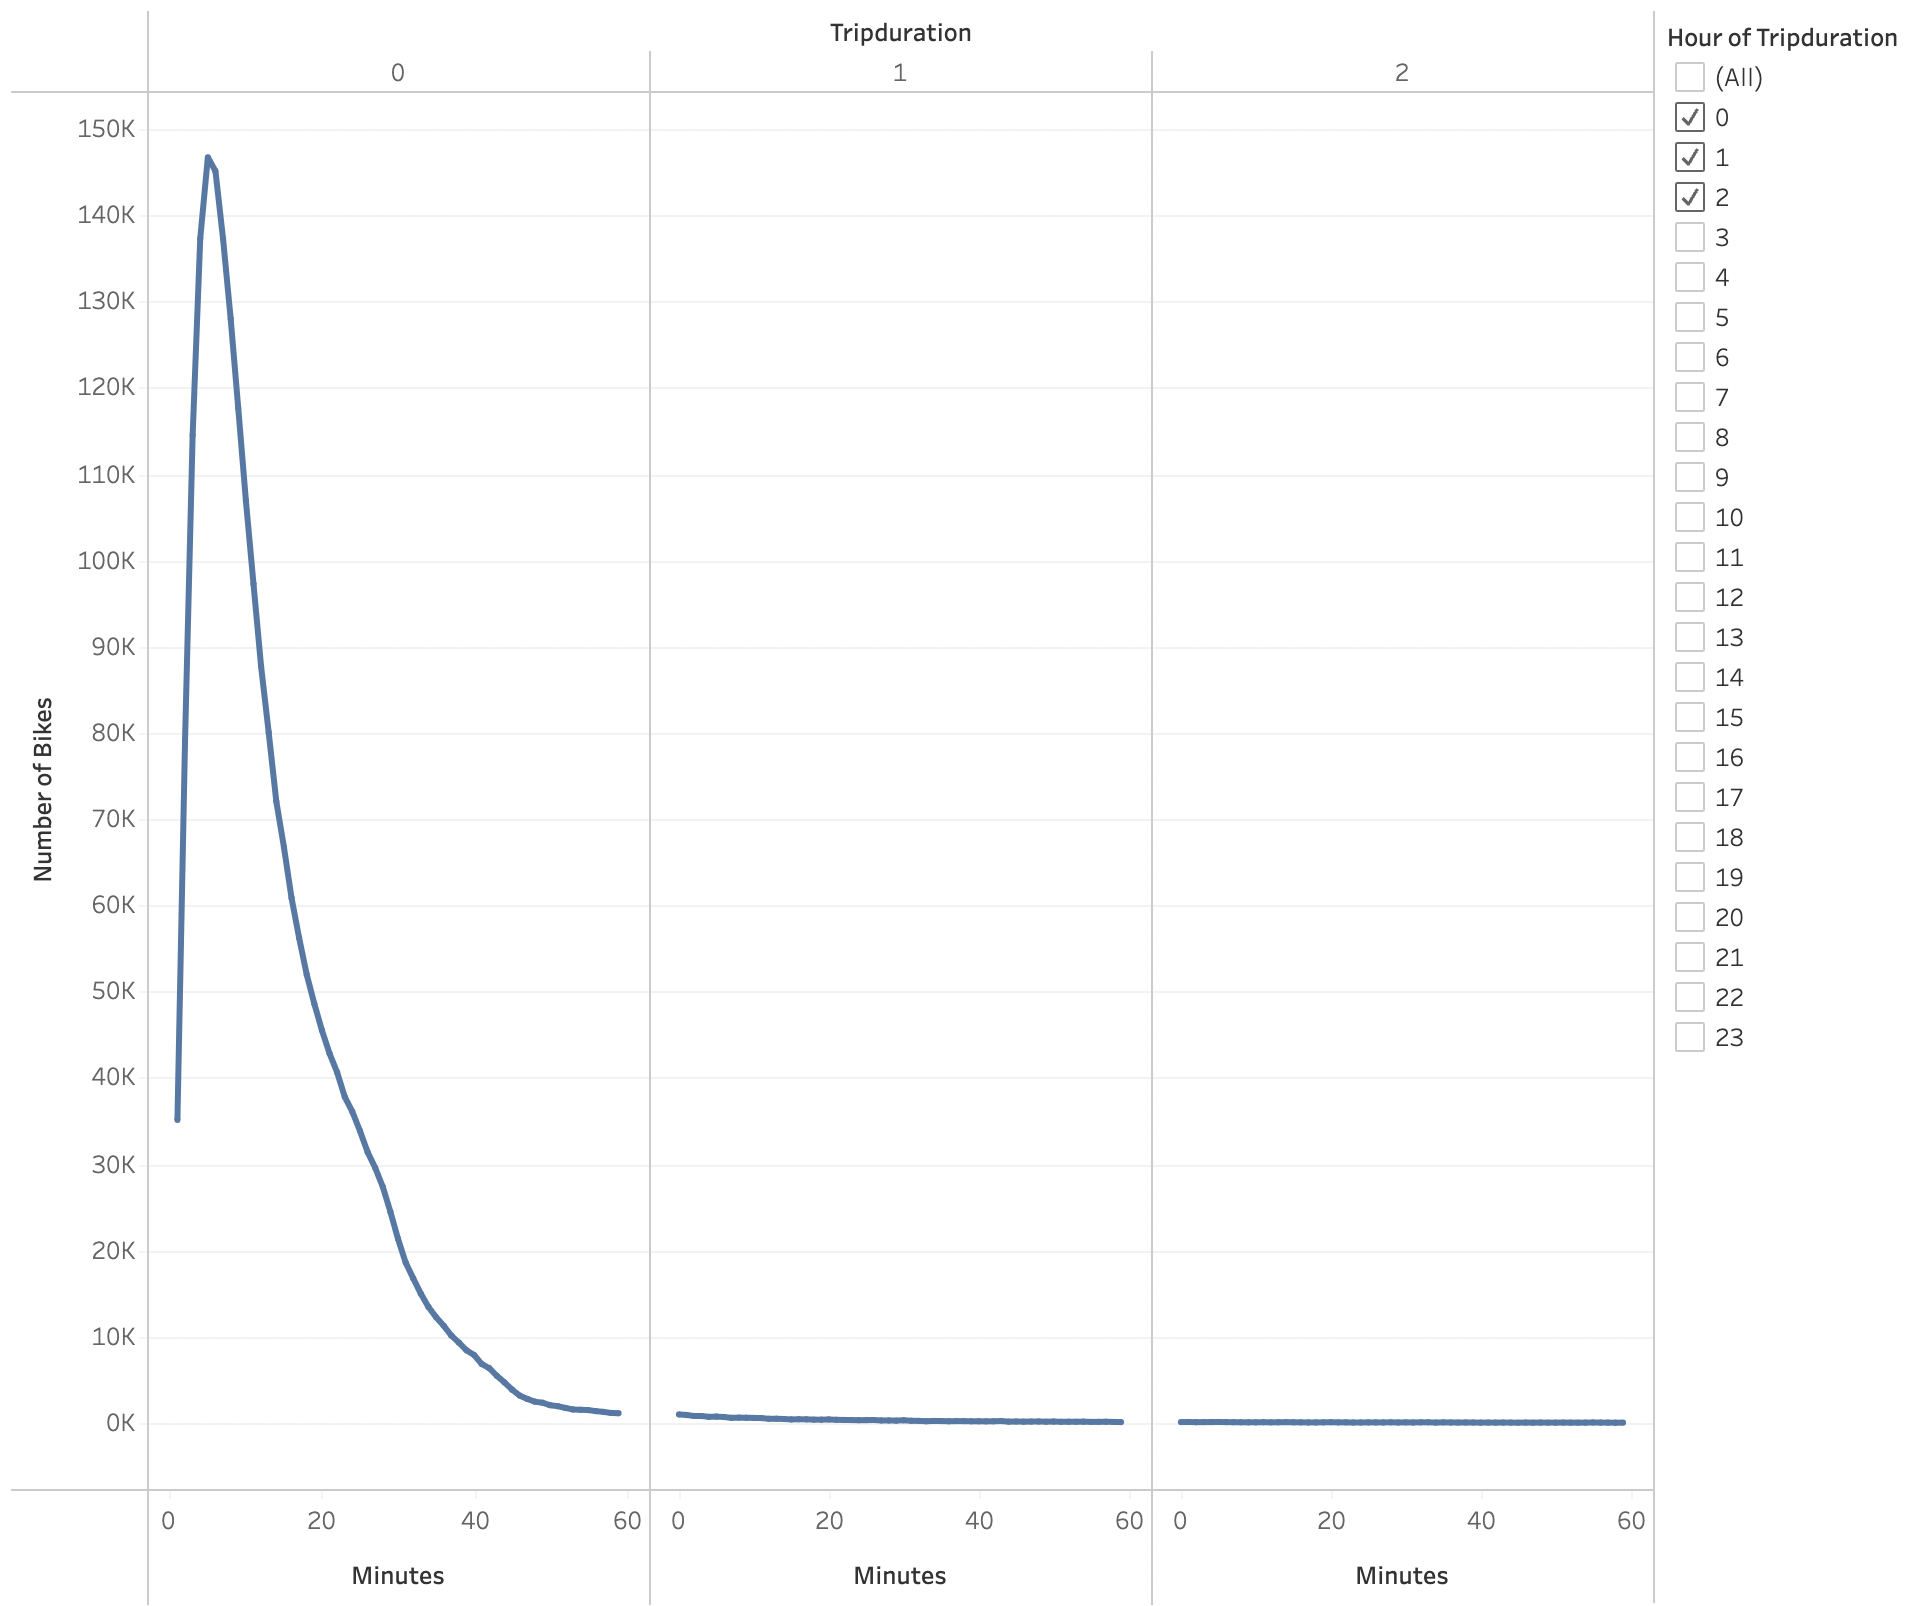 Tripduration
0 1 2
150K
140K
130K
120K
110K
100K
90K
80K
70K
60K
50K
40K
30K
20K
10K
0K
Number of Bikes
0 20 40 60 0 20 40 60 0 20 40 60
Minutes Minutes Minutes
Hour of Tripduration
(All)
0
1
2
3
4
5
6
7
8
9
10
11
12
13
14
15
16
17
18
19
20
21
22
23